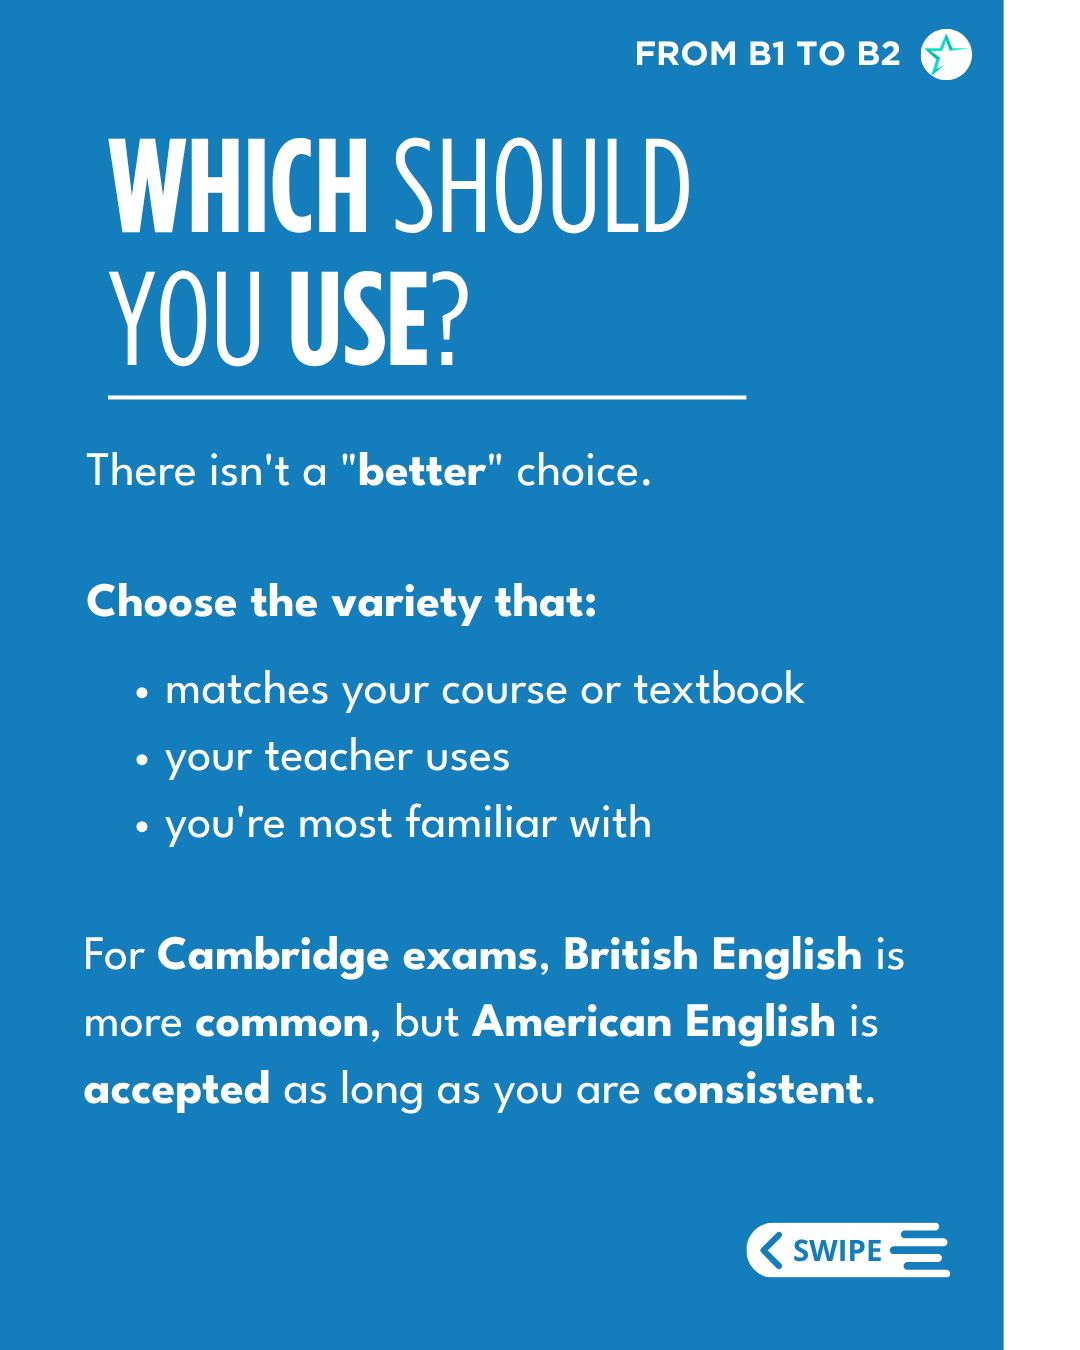 FROM B1 TO B2
WHICH SHOULD
YOU USE?
There isn't a "better" choice.
Choose the variety that:
• matches your course or textbook
• your teacher uses
• you're most familiar with
For Cambridge exams, British English is
more common, but American English is
accepted as long as you are consistent.
SWIPE